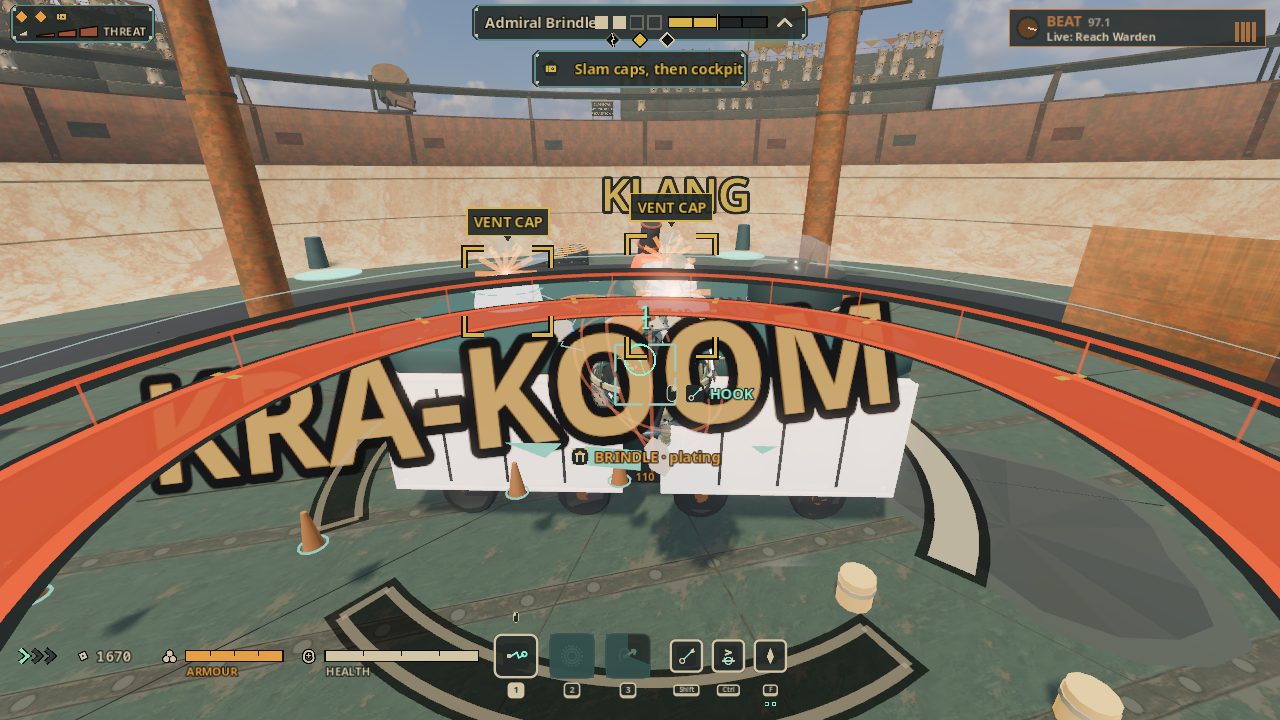 THREAT
Admiral Brindle
BEAT 97.1
Live: Reach Warden
Slam caps, then cockpit
KLANG
VENT CAP
VENT CAP
1
KRA-KOOM
HOOK
BRINDLE · plating
110
1670
ARMOUR
HEALTH
1
2
3
Shift
Ctrl
F